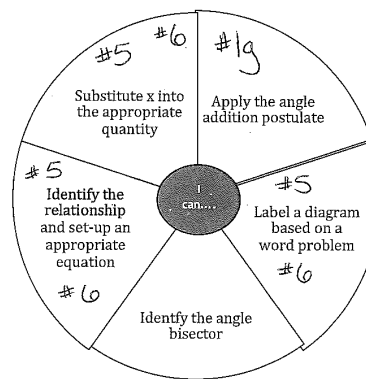 #5 #6
Substitute x into
the appropriate
quantity
#1g
Apply the angle
addition postulate
#5
Identify the
relationship
and set-up an
appropriate
equation
#6
I
can....
#5
Label a diagram
based on a
word problem
#6
Identfy the angle
bisector